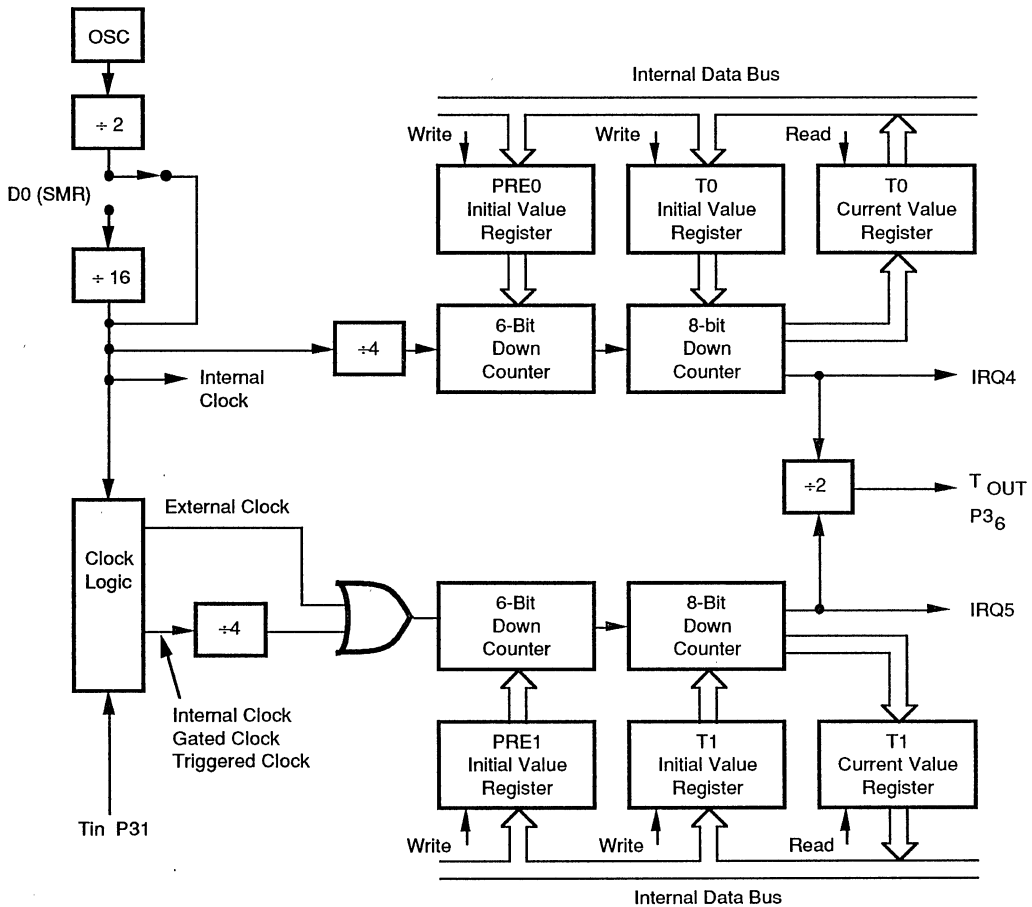 OSC
÷ 2
D0 (SMR)
÷ 16
Internal
Clock
Internal Data Bus
Write
Write
Read
PRE0
Initial Value
Register
T0
Initial Value
Register
T0
Current Value
Register
÷4
6-Bit
Down
Counter
8-bit
Down
Counter
IRQ4
÷2
T OUT
P36
External Clock
Clock
Logic
÷4
6-Bit
Down
Counter
8-Bit
Down
Counter
IRQ5
Internal Clock
Gated Clock
Triggered Clock
PRE1
Initial Value
Register
T1
Initial Value
Register
T1
Current Value
Register
Tin P31
Write
Write
Read
Internal Data Bus